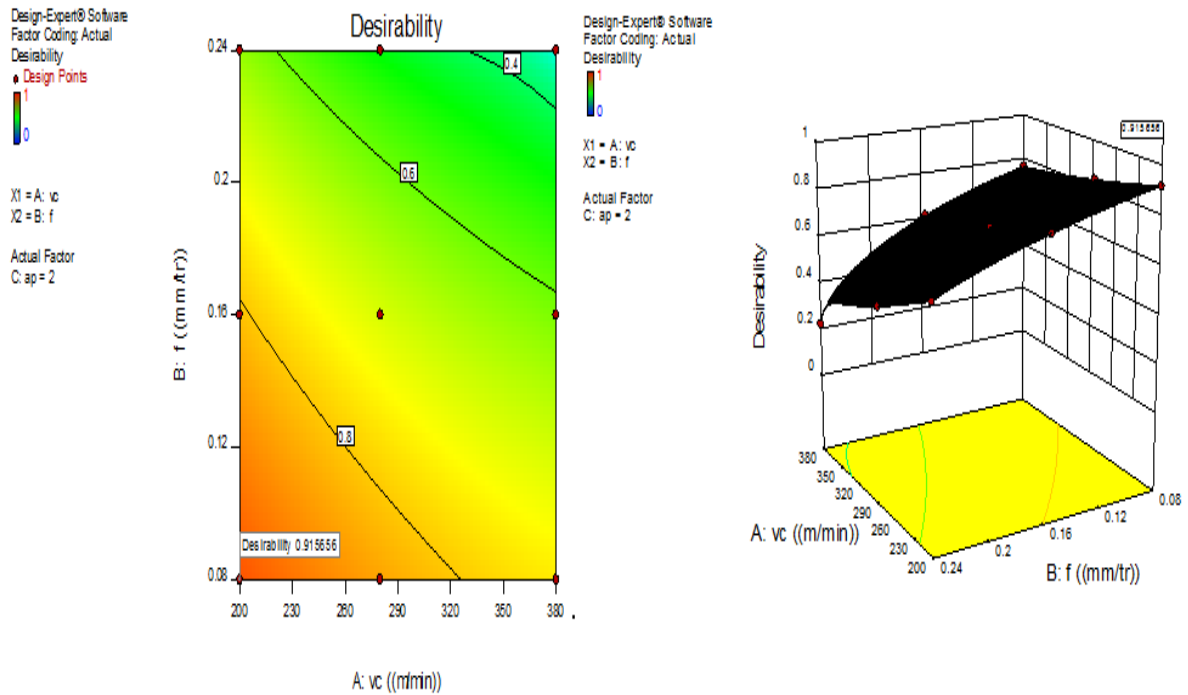 Design-Expert® Software
Factor Coding: Actual
Desirability
Design Points
1
0
X1 = A: vc
X2 = B: f
Actual Factor
C: ap = 2
Desirability
0.24
0.2
0.16
0.12
0.08
B: f ((mm/tr))
0.4
0.6
0.8
Desirability 0.915656
200
230
260
290
320
350
380
A: vc ((m/min))
Design-Expert® Software
Factor Coding: Actual
Desirability
1
0
X1 = A: vc
X2 = B: f
Actual Factor
C: ap = 2
0.915656
1
0.8
0.6
0.4
0.2
0
Desirability
380
350
320
290
260
230
200
A: vc ((m/min))
0.24
0.2
0.16
0.12
0.08
B: f ((mm/tr))